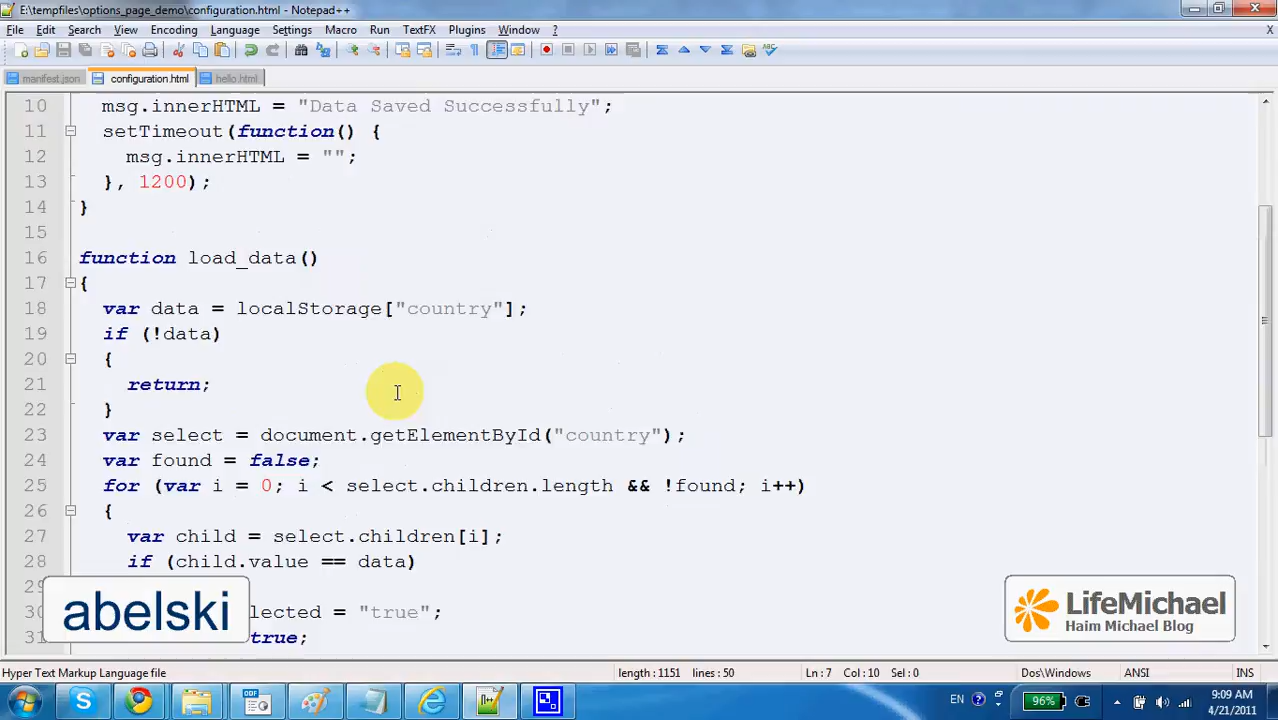 E:\tempfiles\options_page_demo\configuration.html - Notepad++
File Edit Search View Encoding Language Settings Macro Run TextFX Plugins Window ? X
manifest.json configuration.html hello.html
10 msg.innerHTML = "Data Saved Successfully";
11 setTimeout(function() {
12 msg.innerHTML = "";
13 }, 1200);
14 }
15
16 function load_data()
17 {
18 var data = localStorage["country"];
19 if (!data)
20 {
21 return;
22 }
23 var select = document.getElementById("country");
24 var found = false;
25 for (var i = 0; i < select.children.length && !found; i++)
26 {
27 var child = select.children[i];
28 if (child.value == data)
29
30 lected = "true";
31 true;
abelski
LifeMichael
Haim Michael Blog
Hyper Text Markup Language file length : 1151 lines : 50 Ln : 7 Col : 10 Sel : 0 Dos\Windows ANSI INS
EN 96% 9:09 AM
4/21/2011